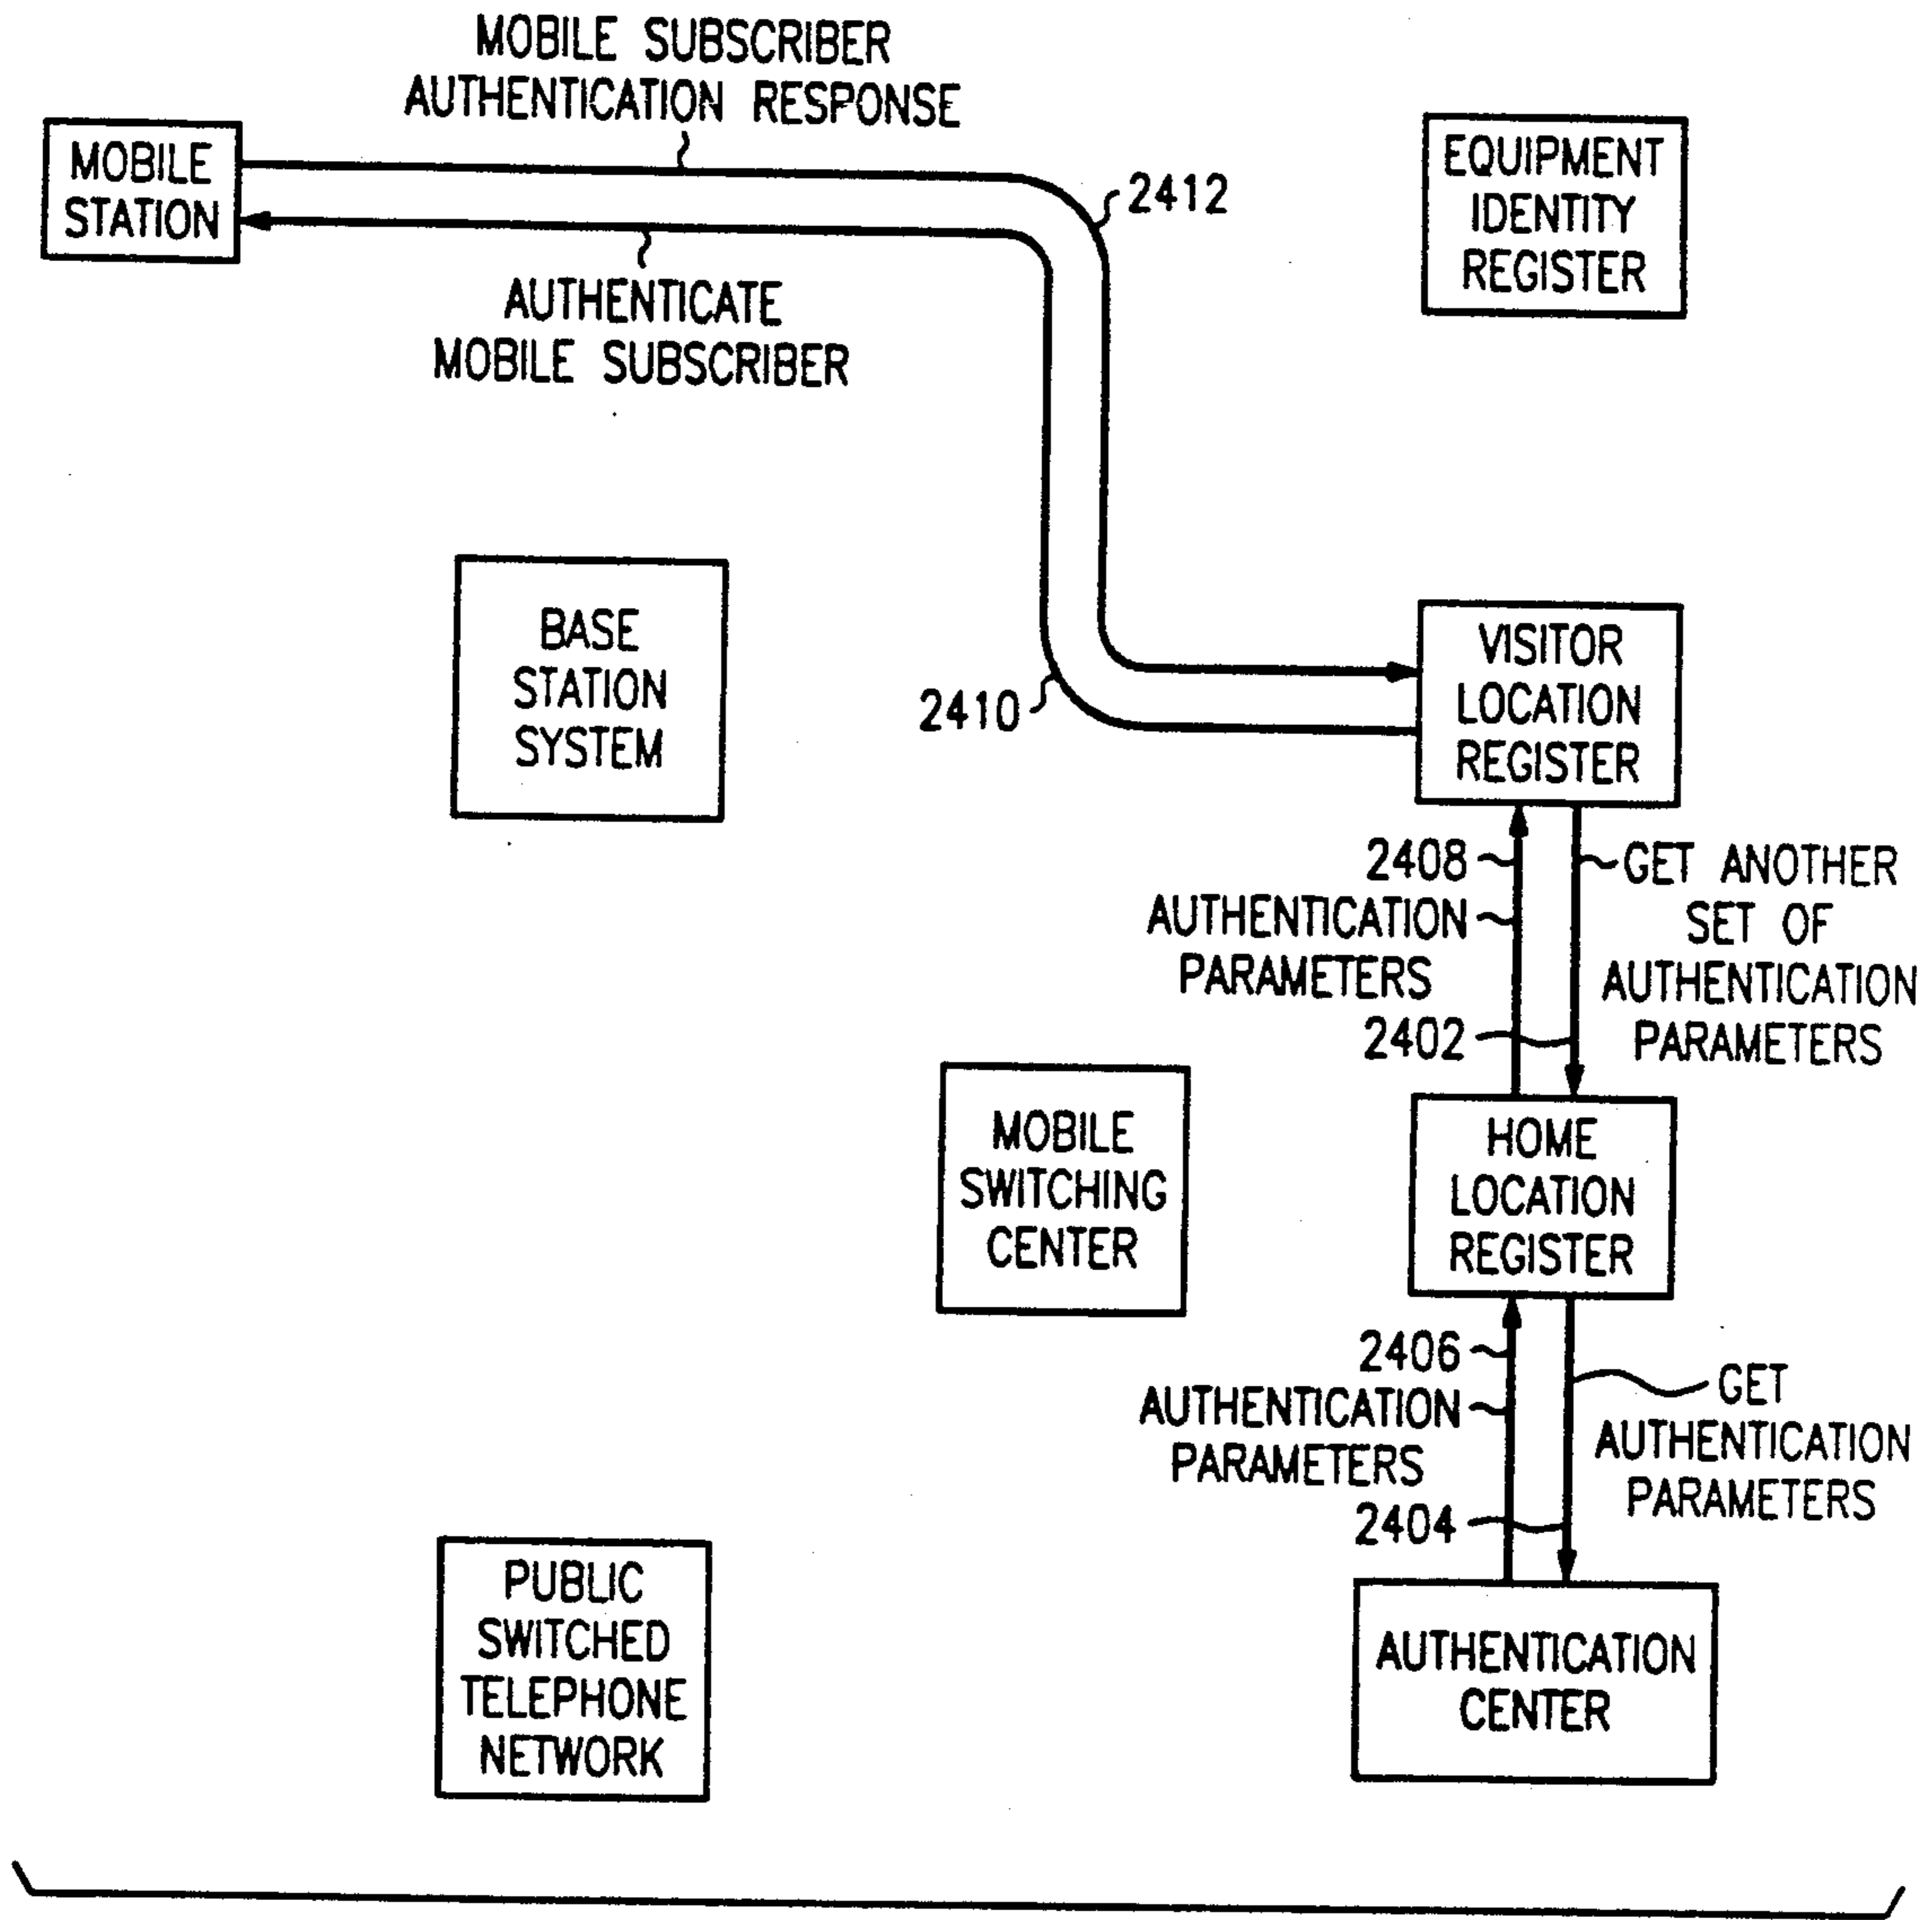 MOBILE SUBSCRIBER
AUTHENTICATION RESPONSE
MOBILE
STATION
2412
EQUIPMENT
IDENTITY
REGISTER
AUTHENTICATE
MOBILE SUBSCRIBER
BASE
STATION
SYSTEM
2410
VISITOR
LOCATION
REGISTER
2408
AUTHENTICATION
PARAMETERS
2402
GET ANOTHER
SET OF
AUTHENTICATION
PARAMETERS
MOBILE
SWITCHING
CENTER
HOME
LOCATION
REGISTER
2406
AUTHENTICATION
PARAMETERS
2404
GET
AUTHENTICATION
PARAMETERS
PUBLIC
SWITCHED
TELEPHONE
NETWORK
AUTHENTICATION
CENTER